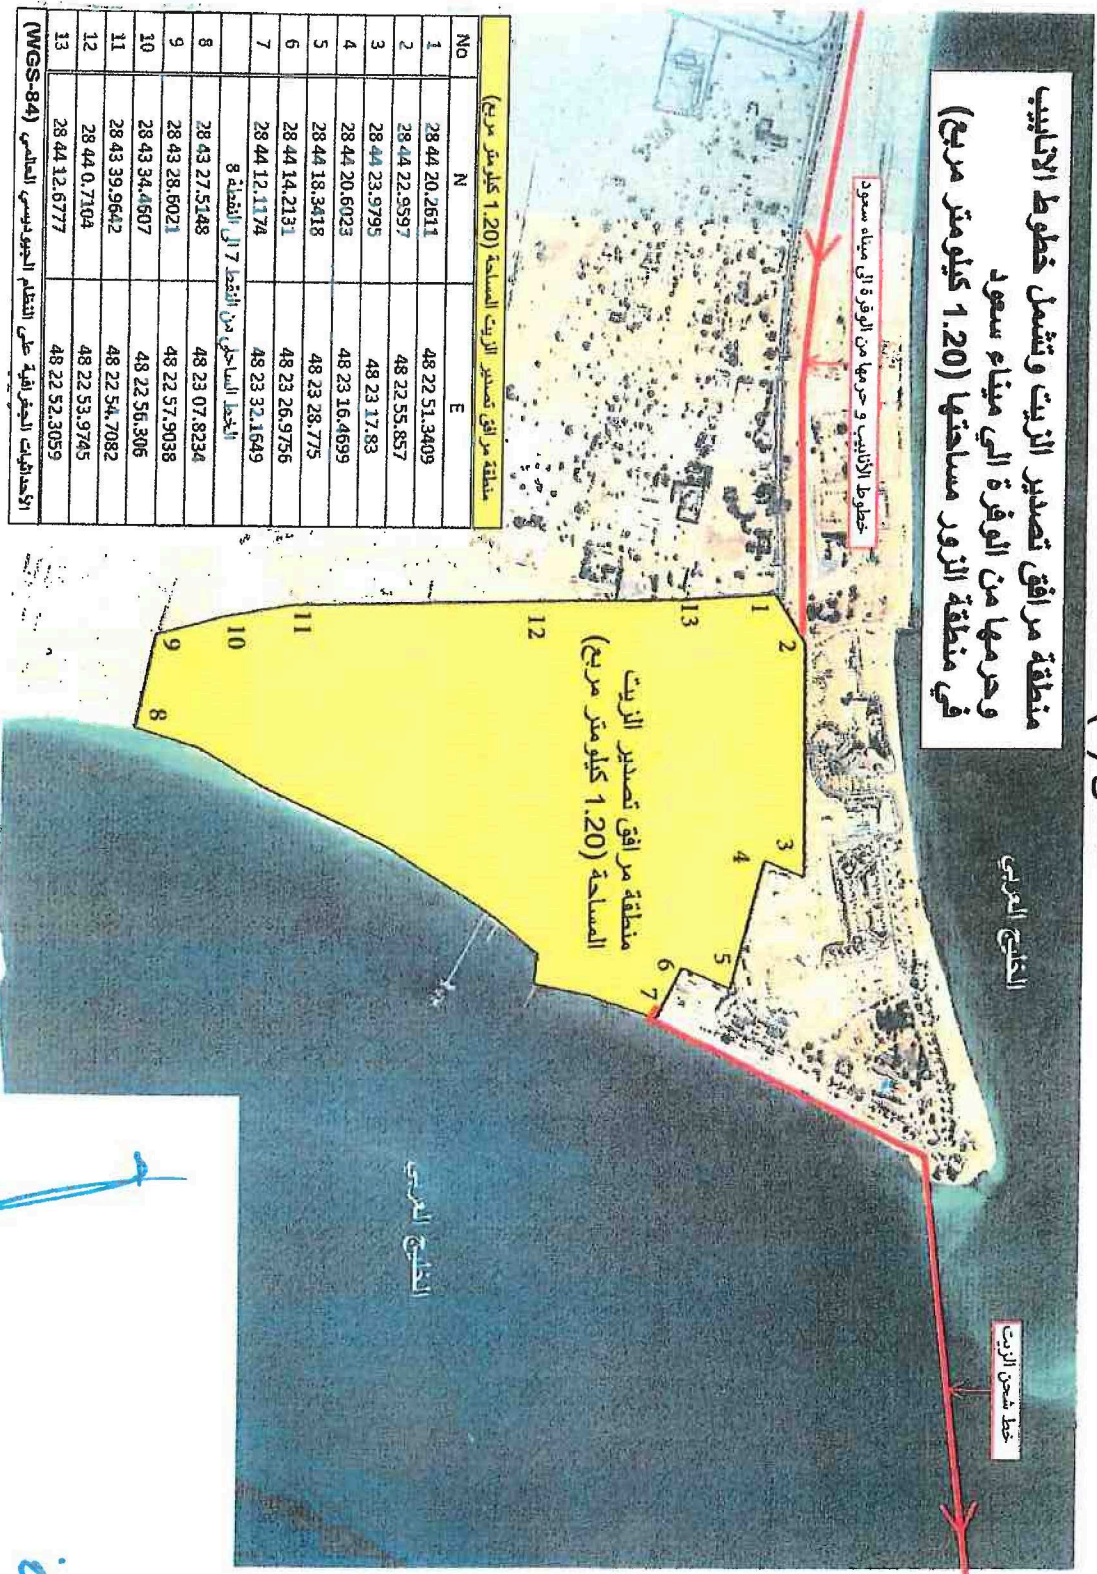 منطقة مرافق تصدير الزيت وتشمل خطوط الانابيب
وحرمها من الوفرة الي ميناء سعود
في منطقة الزور مساحتها (1.20 كيلومتر مربع)
خطوط الأنابيب و حرمها من الوفرة الى ميناء سعود
الخليج العربي
خط شحن الزيت
1
2
3
4
5
6
7
8
9
10
11
12
13
منطقة مرافق تصدير الزيت
المساحة (1.20 كيلومتر مربع)
الخليج العربي
منطقة مرافق تصدير الزيت المساحة (1.20 كيلو متر مربع)
No N E
1 28 44 20.2611 48 22 51.3409
2 28 44 22.9597 48 22 55.857
3 28 44 23.9795 48 23 17.83
4 28 44 20.6023 48 23 16.4699
5 28 44 18.3418 48 23 28.775
6 28 44 14.2131 48 23 26.9756
7 28 44 12.1174 48 23 32.1649
الخط الساحلي من النقط 7 الى النقطة 8
8 28 43 27.5148 48 23 07.8234
9 28 43 28.6021 48 22 57.9038
10 28 43 34.4607 48 22 56.306
11 28 43 39.9642 48 22 54.7082
12 28 44 0.7104 48 22 53.9745
13 28 44 12.6777 48 22 52.3059
الأحداثيات الجغرافية على النظام الجيوديسي العالمي (WGS-84)